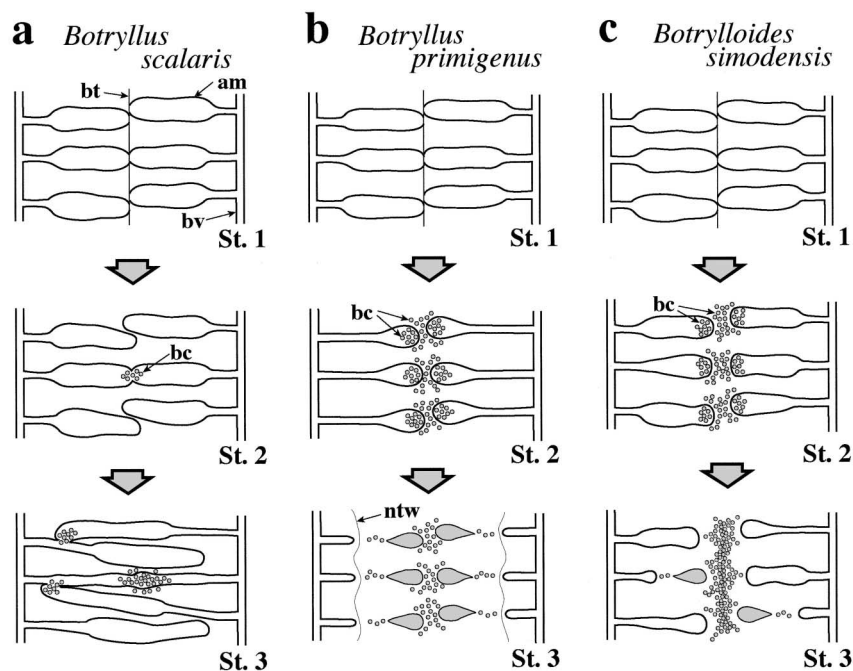 a
Botryllus
scalaris
bt
am
bv
St. 1
bc
St. 2
St. 3
b
Botryllus
primigenus
St. 1
bc
St. 2
ntw
St. 3
c
Botrylloides
simodensis
St. 1
bc
St. 2
St. 3